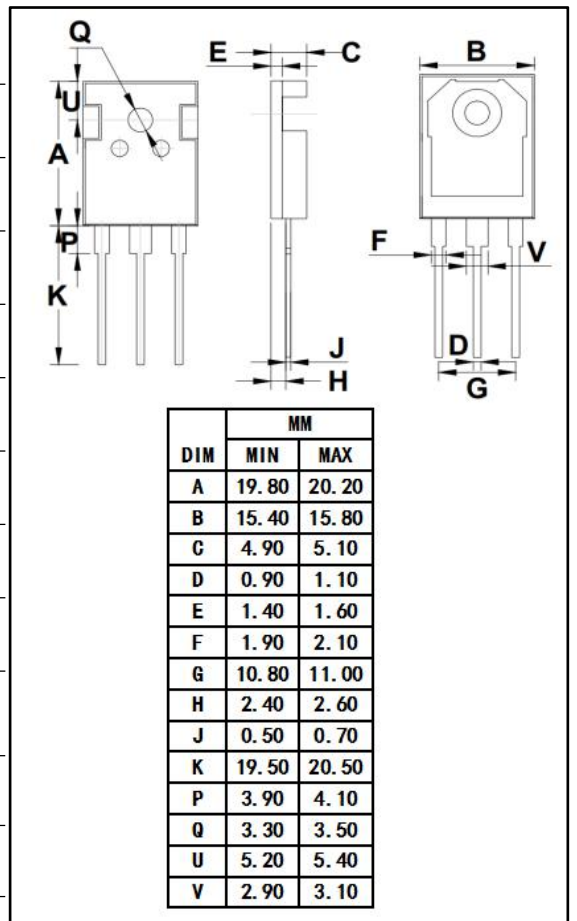 Q
E C B
U
A
P
K
F V
J
H
D
G
MM
DIM MIN MAX
A 19.80 20.20
B 15.40 15.80
C 4.90 5.10
D 0.90 1.10
E 1.40 1.60
F 1.90 2.10
G 10.80 11.00
H 2.40 2.60
J 0.50 0.70
K 19.50 20.50
P 3.90 4.10
Q 3.30 3.50
U 5.20 5.40
V 2.90 3.10